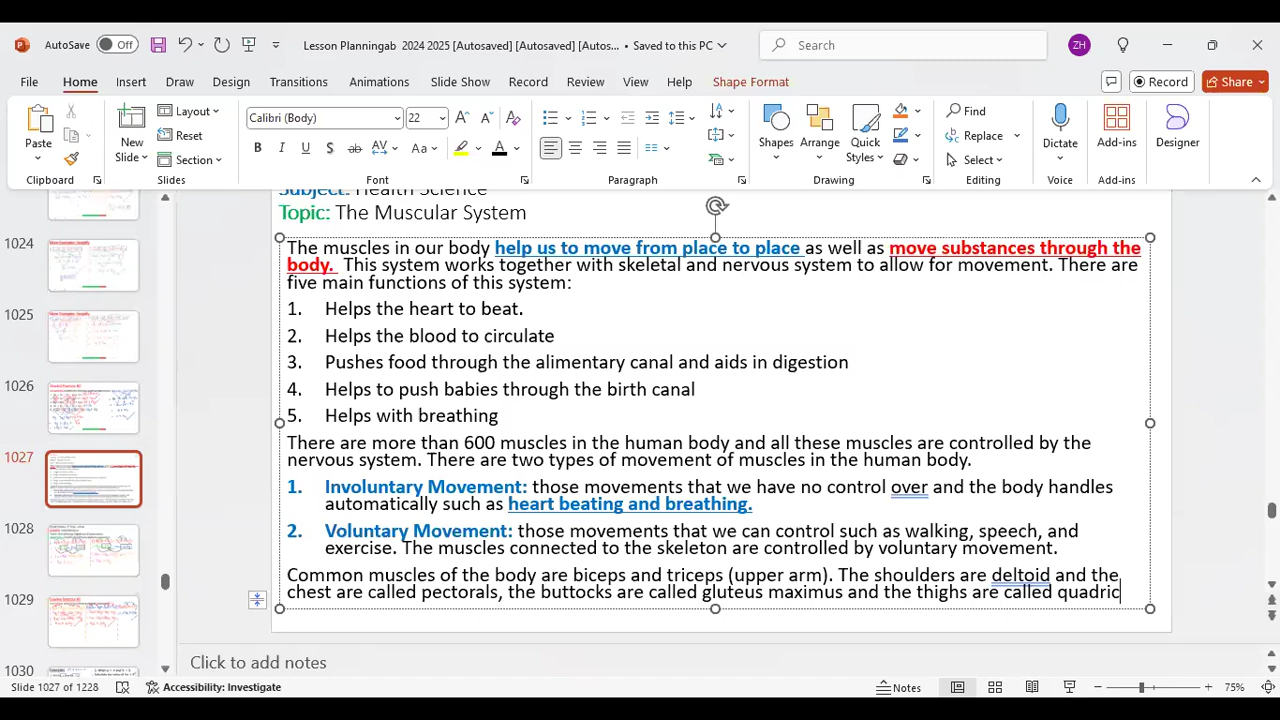 AutoSave Off Lesson Planning gab 2024 2025 [Autosaved] [Autosaved] [Autos... • Saved to this PC Search ZH
File Home Insert Draw Design Slide Show Transitions Animations Record Review View Help Shape Format Record Share
Paste New Slide Layout Reset Section Calibri (Body) 22 Shapes Arrange Quick Styles Find Replace Select Dictate Add-ins Designer
Clipboard Slides Font Paragraph Drawing Editing Voice Add-ins
Subject: Health Science
Topic: The Muscular System
The muscles in our body help us to move from place to place as well as move substances through the
body. This system works together with skeletal and nervous system to allow for movement. There are
five main functions of this system:
1. Helps the heart to beat.
2. Helps the blood to circulate
3. Pushes food through the alimentary canal and aids in digestion
4. Helps to push babies through the birth canal
5. Helps with breathing
There are more than 600 muscles in the human body and all these muscles are controlled by the
nervous system. There are two types of movement of muscles in the human body.
1. Involuntary Movement: those movements that we have no control over and the body handles
automatically such as heart beating and breathing.
2. Voluntary Movement: those movements that we can control such as walking, speech, and
exercise. The muscles connected to the skeleton are controlled by voluntary movement.
Common muscles of the body are biceps and triceps (upper arm). The shoulders are deltoid and the
chest are called pectorals, the buttocks are called gluteus maximus and the thighs are called quadric
1024
1025
1026
1027
1028
1029
1030
Click to add notes
Slide 1027 of 1228 Accessibility: Investigate Notes 75%